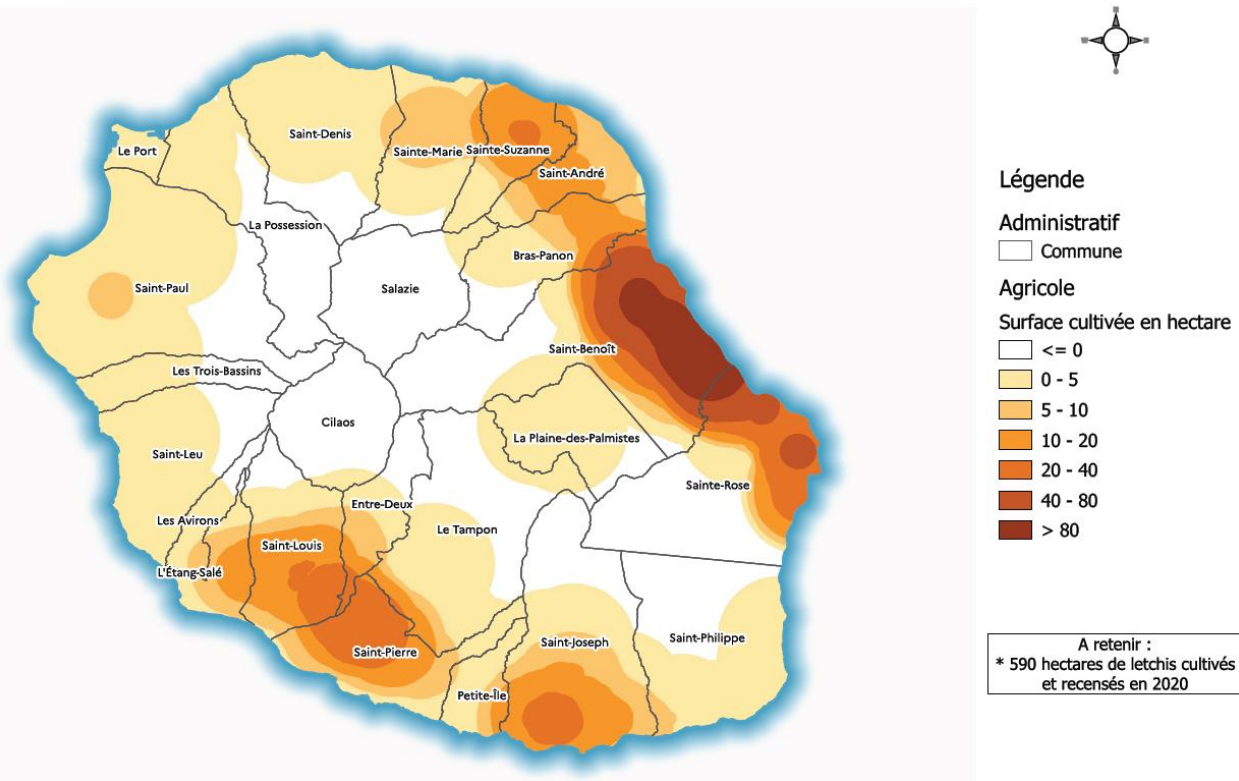 Saint-Denis
Le Port
Sainte-Marie
Sainte-Suzanne
Saint-André
La Possession
Bras-Panon
Saint-Paul
Salazie
Saint-Benoît
Les Trois-Bassins
Cilaos
La Plaine-des-Palmistes
Saint-Leu
Sainte-Rose
Entre-Deux
Les Avirons
Le Tampon
Saint-Louis
L'Étang-Salé
Saint-Pierre
Saint-Joseph
Saint-Philippe
Petite-Île
Légende
Administratif
Commune
Agricole
Surface cultivée en hectare
<= 0
0 - 5
5 - 10
10 - 20
20 - 40
40 - 80
> 80
A retenir :
* 590 hectares de letchis cultivés
et recensés en 2020